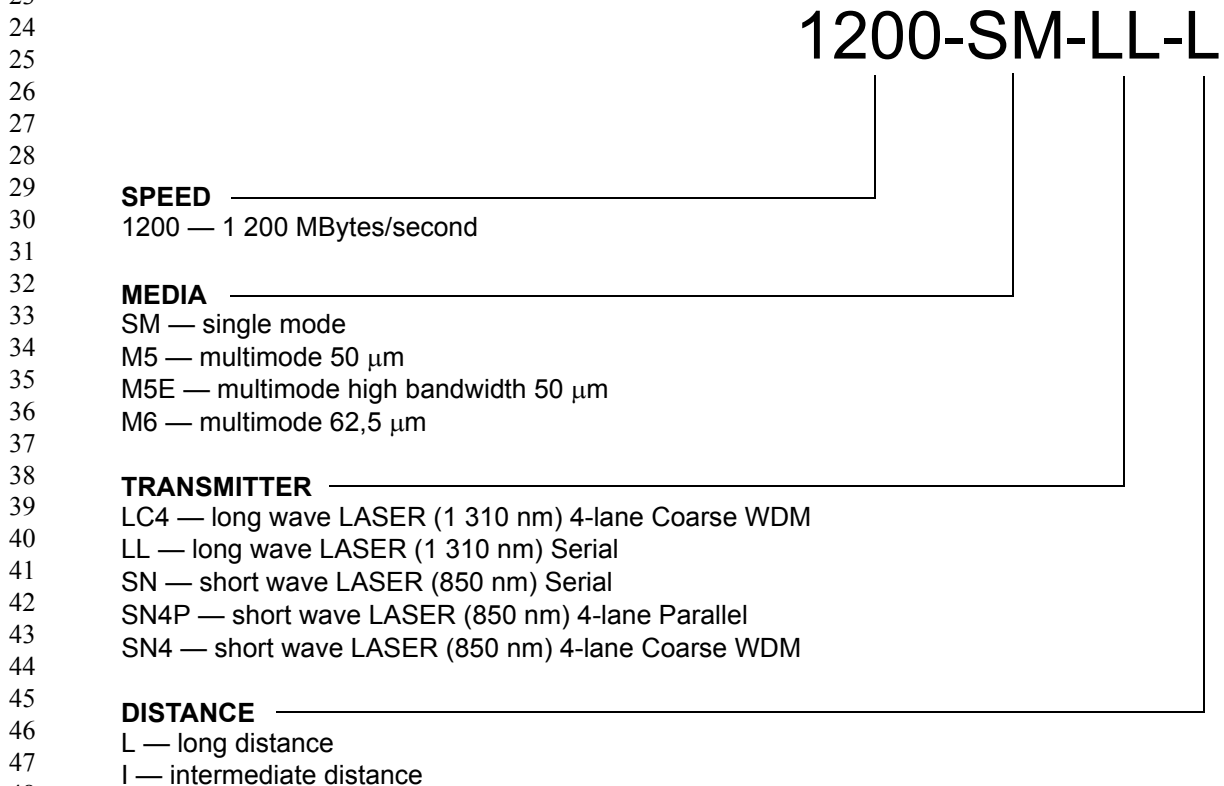 24 1200-SM-LL-L
25
26
27
28
29 SPEED
30 1200 — 1 200 MBytes/second
31
32 MEDIA
33 SM — single mode
34 M5 — multimode 50 μm
35 M5E — multimode high bandwidth 50 μm
36 M6 — multimode 62,5 μm
37
38 TRANSMITTER
39 LC4 — long wave LASER (1 310 nm) 4-lane Coarse WDM
40 LL — long wave LASER (1 310 nm) Serial
41 SN — short wave LASER (850 nm) Serial
42 SN4P — short wave LASER (850 nm) 4-lane Parallel
43 SN4 — short wave LASER (850 nm) 4-lane Coarse WDM
44
45 DISTANCE
46 L — long distance
47 I — intermediate distance